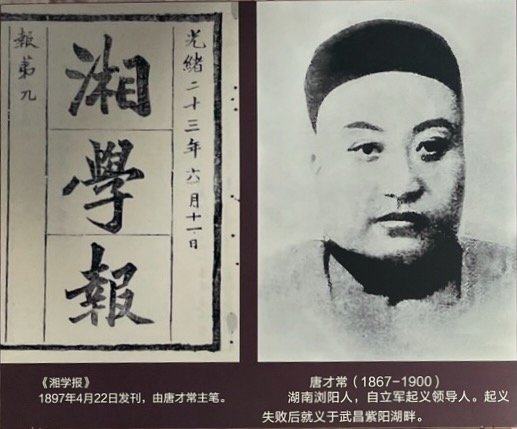 光緒二十三年六月十一日
湘學報
報第九
《湘学报》
1897年4月22日发刊，由唐才常主笔。
唐才常（1867-1900）
湖南浏阳人，自立军起义领导人。起义
失败后就义于武昌紫阳湖畔。